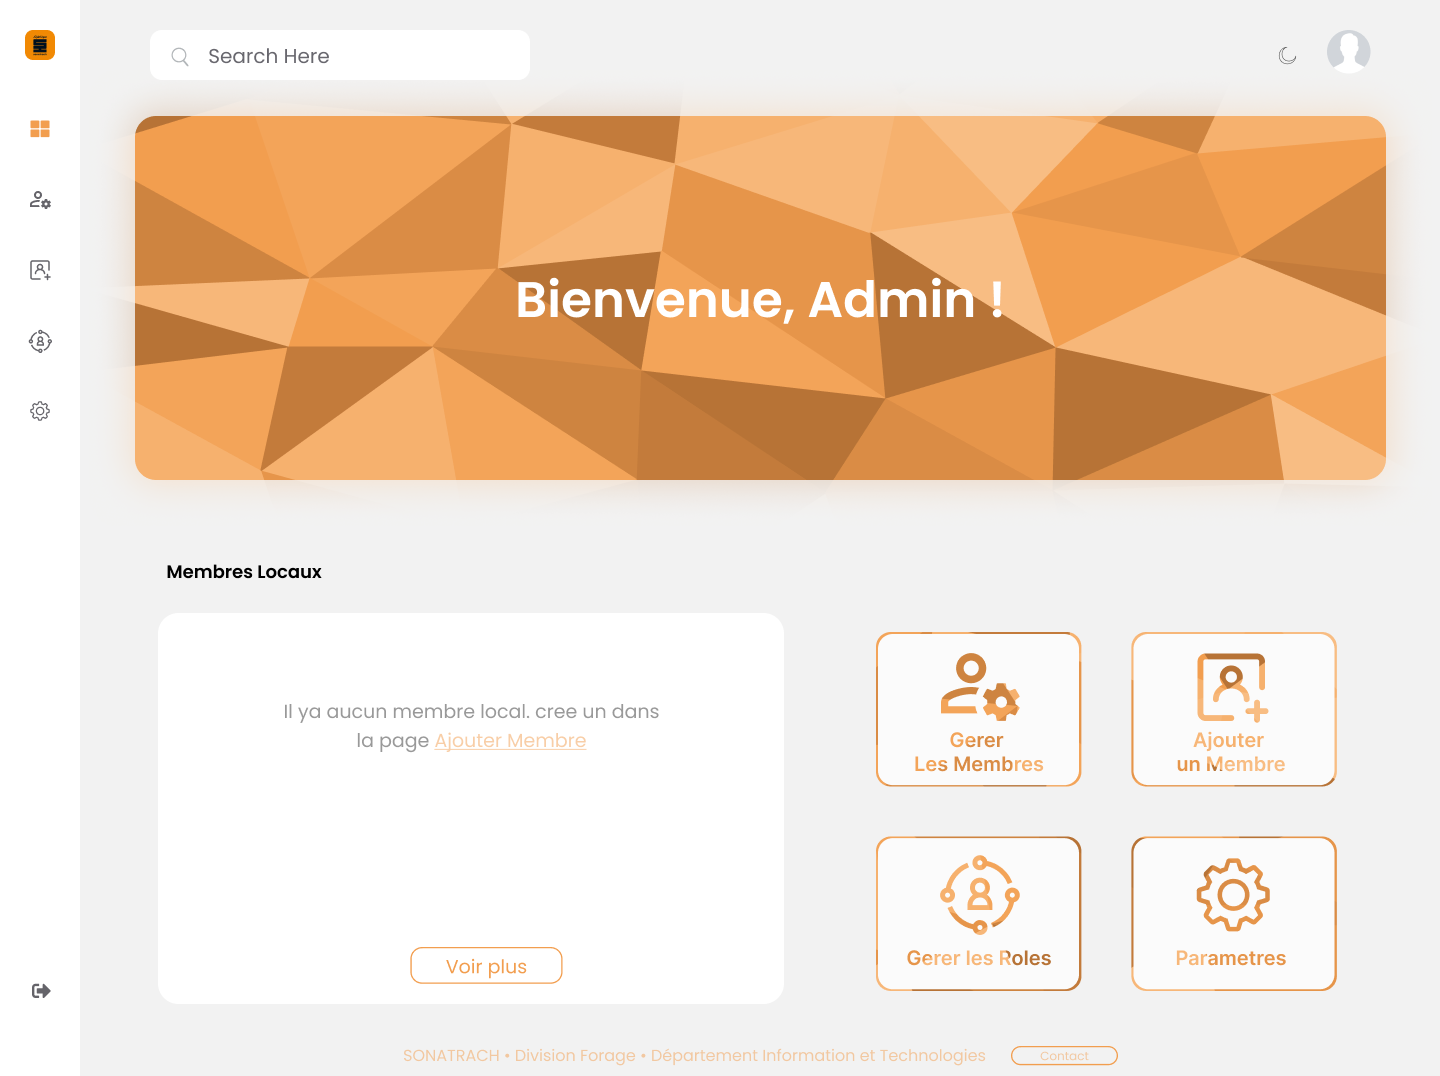 Search Here
Bienvenue, Admin !
Membres Locaux
Il ya aucun membre local. cree un dans
la page Ajouter Membre
Voir plus
Gerer
Les Membres
Ajouter
un Membre
Gerer les Roles
Parametres
SONATRACH • Division Forage • Département Information et Technologies
Contact